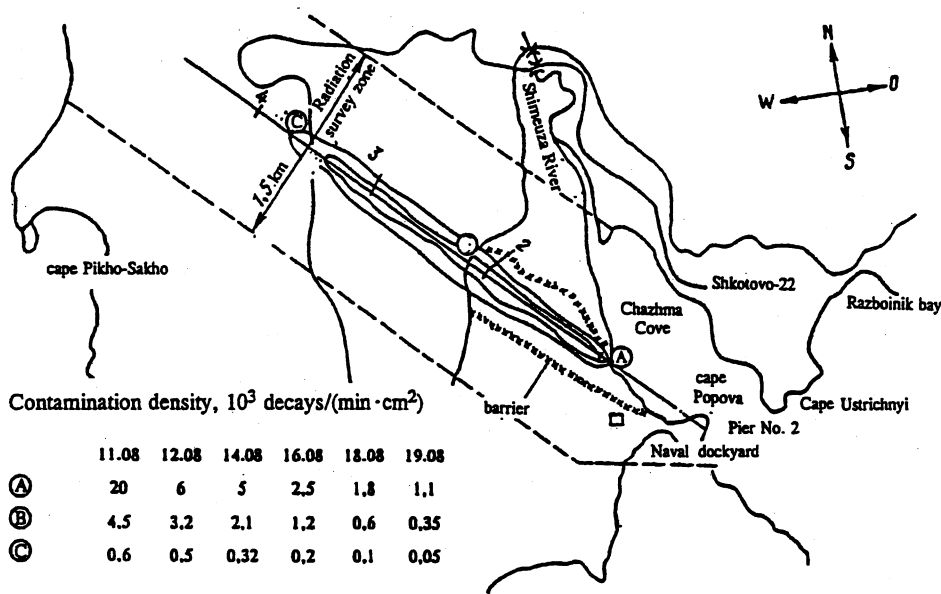 N
W
O
S
Radiation
survey zone
Shimeuza River
4
C
3
1,5 km
2
cape Pikho-Sakho
Shkotovo-22
Razboinik bay
Chazhma
Cove
A
cape
Popova
Cape Ustrichnyi
barrier
Pier No. 2
Naval dockyard
Contamination density, 10³ decays/(min·cm²)
11.08 12.08 14.08 16.08 18.08 19.08
A 20 6 5 2,5 1,8 1,1
B 4.5 3.2 2.1 1,2 0,6 0,35
C 0.6 0.5 0,32 0,2 0,1 0,05